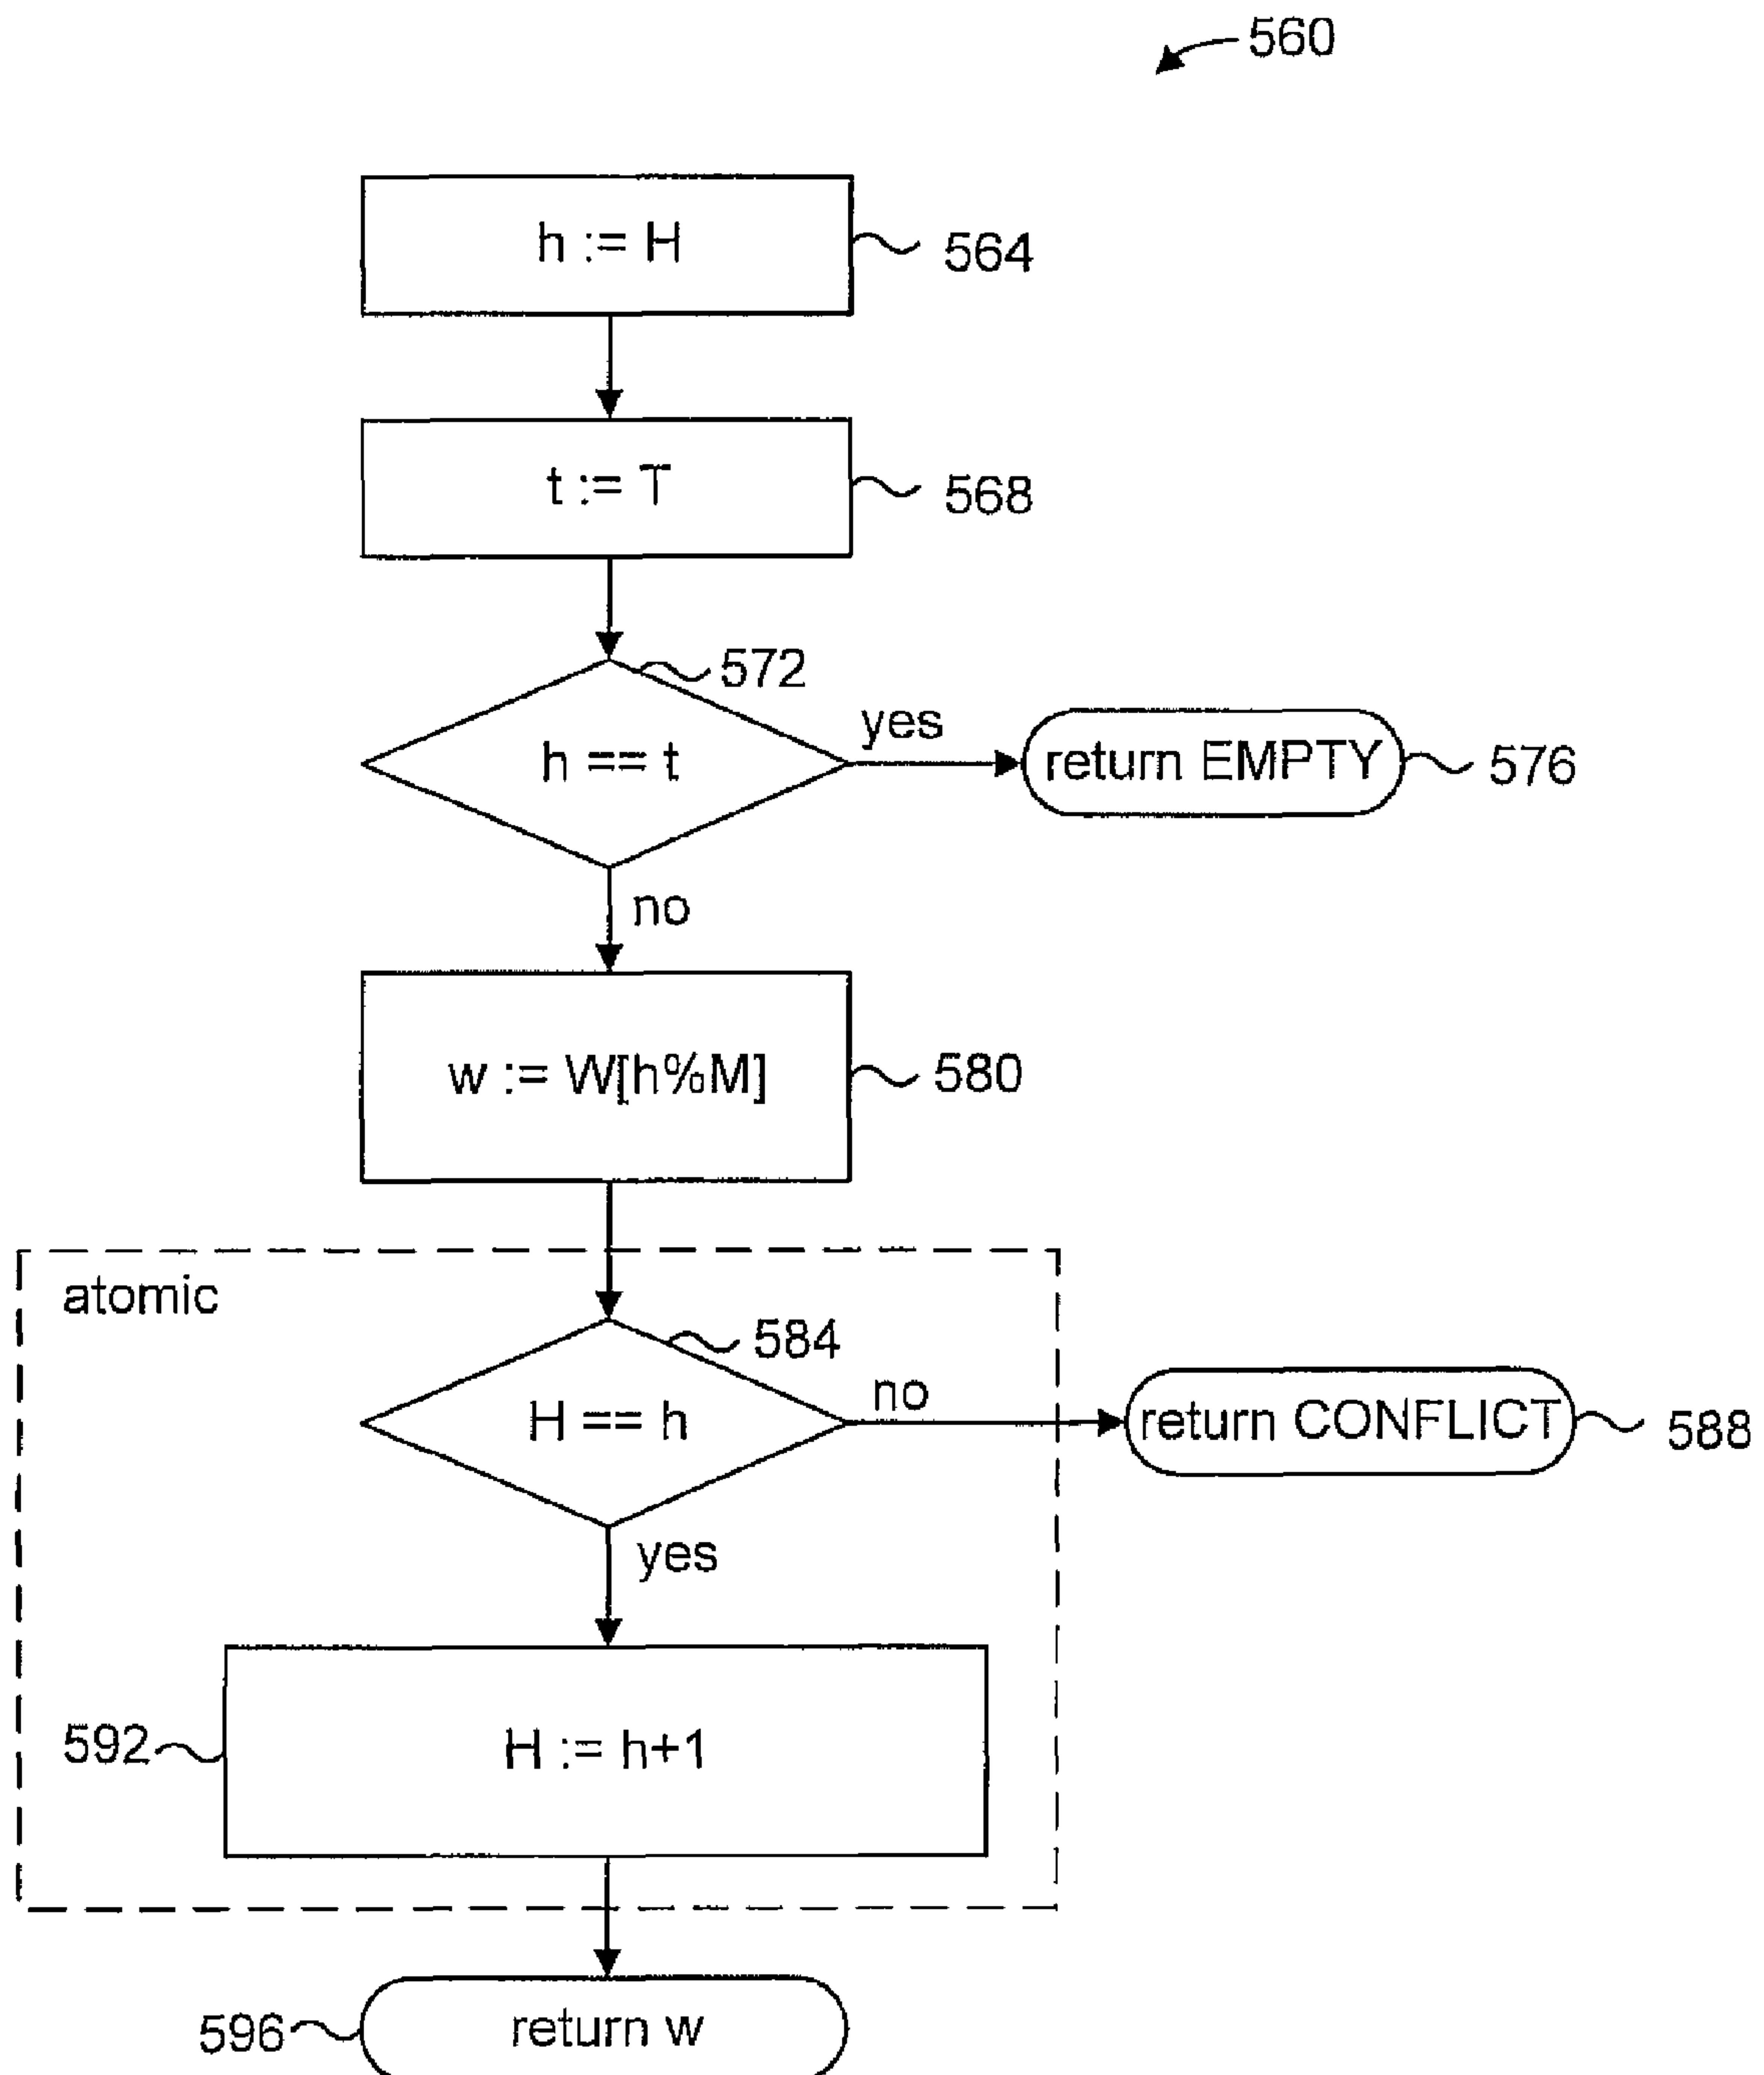 560
h := H
564
t := T
568
572
h == t
yes
return EMPTY
576
no
w := W[h%M]
580
atomic
584
H == h
no
return CONFLICT
588
yes
592
H := h+1
596
return w